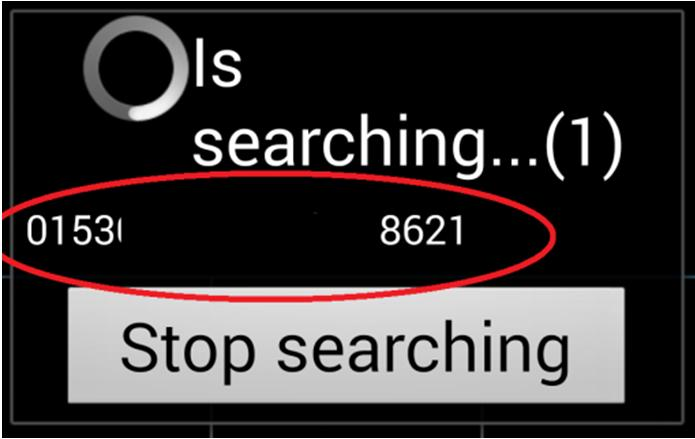 Is
searching...(1)
0153 8621
Stop searching